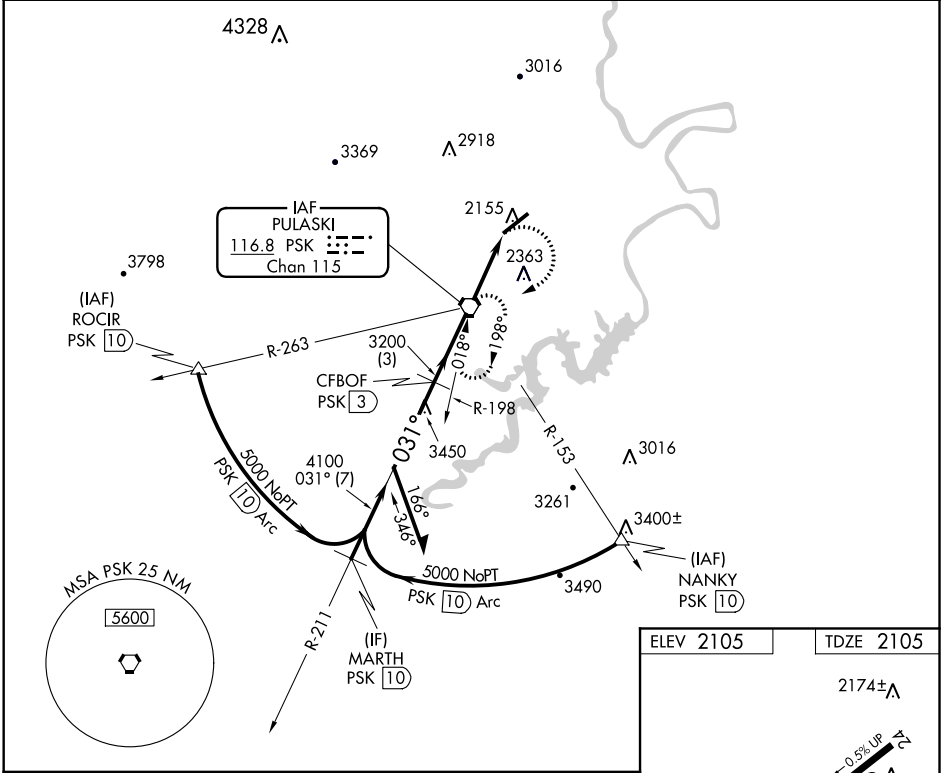 4328
3016
2918
3369
IAF
PULASKI
116.8 PSK
Chan 115
2155
2363
3798
(IAF)
ROCIR
PSK 10
R-263
3200
(3)
018°
198°
CFBOF
PSK 3
R-198
031°
3450
R-153
3016
4100
031° (7)
3261
5000 NoPT
PSK 10 Arc
166°
346°
3400±
(IAF)
NANKY
PSK 10
5000 NoPT
PSK 10 Arc
3490
MSA PSK 25 NM
5600
R-211
(IF)
MARTH
PSK 10
ELEV 2105
TDZE 2105
2174±
0.5% UP
24